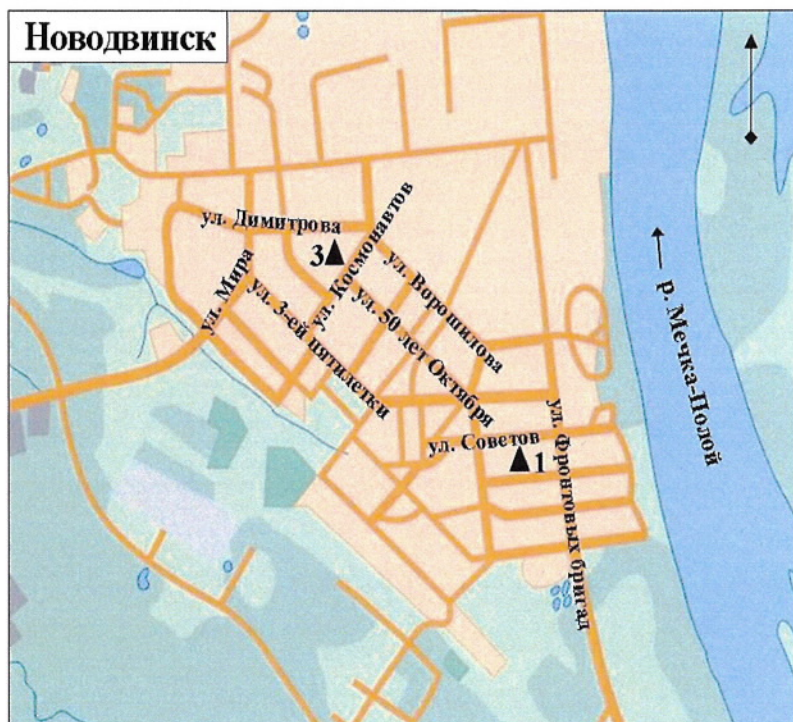 Новодвинск
ул. Димитрова
3
ул. Космонавтов
ул. Мира
ул. Ворошилова
ул. 3-ей пятилетки
ул. 50 лет Октября
р. Мечка-Полой
ул. Советов
1
ул. Фронтовых бригад